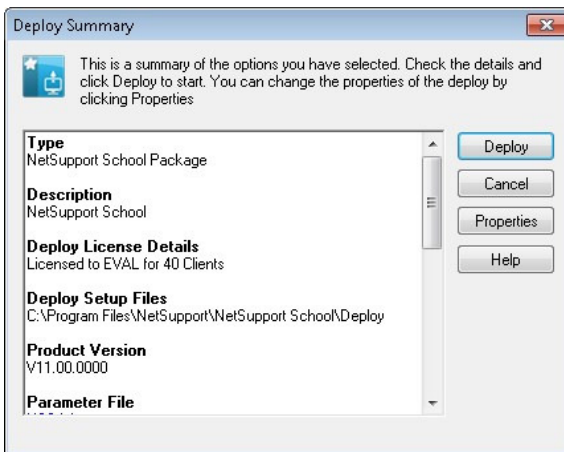 Deploy Summary
This is a summary of the options you have selected. Check the details and
click Deploy to start. You can change the properties of the deploy by
clicking Properties
Type
NetSupport School Package
Description
NetSupport School
Deploy License Details
Licensed to EVAL for 40 Clients
Deploy Setup Files
C:\Program Files\NetSupport\NetSupport School\Deploy
Product Version
V11.00.0000
Parameter File
Deploy
Cancel
Properties
Help